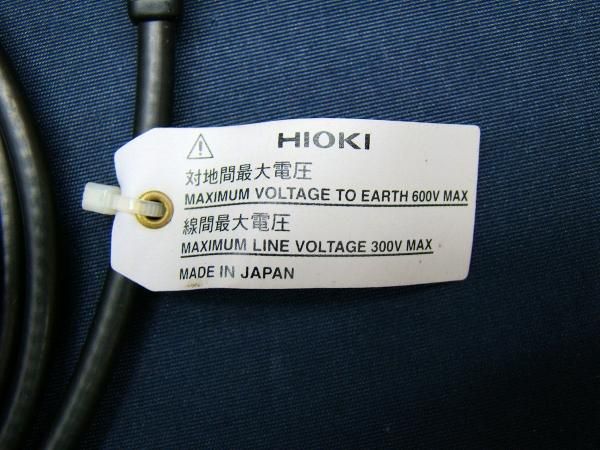 HIOKI
対地間最大電圧
MAXIMUM VOLTAGE TO EARTH 600V MAX
線間最大電圧
MAXIMUM LINE VOLTAGE 300V MAX
MADE IN JAPAN